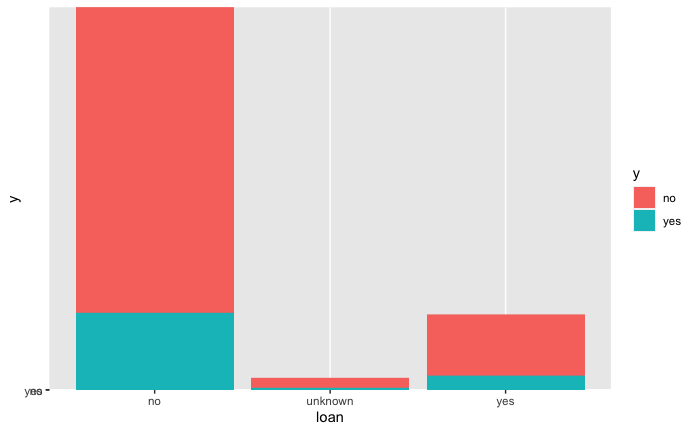 y
no
unknown
yes
loan
y
no
yes